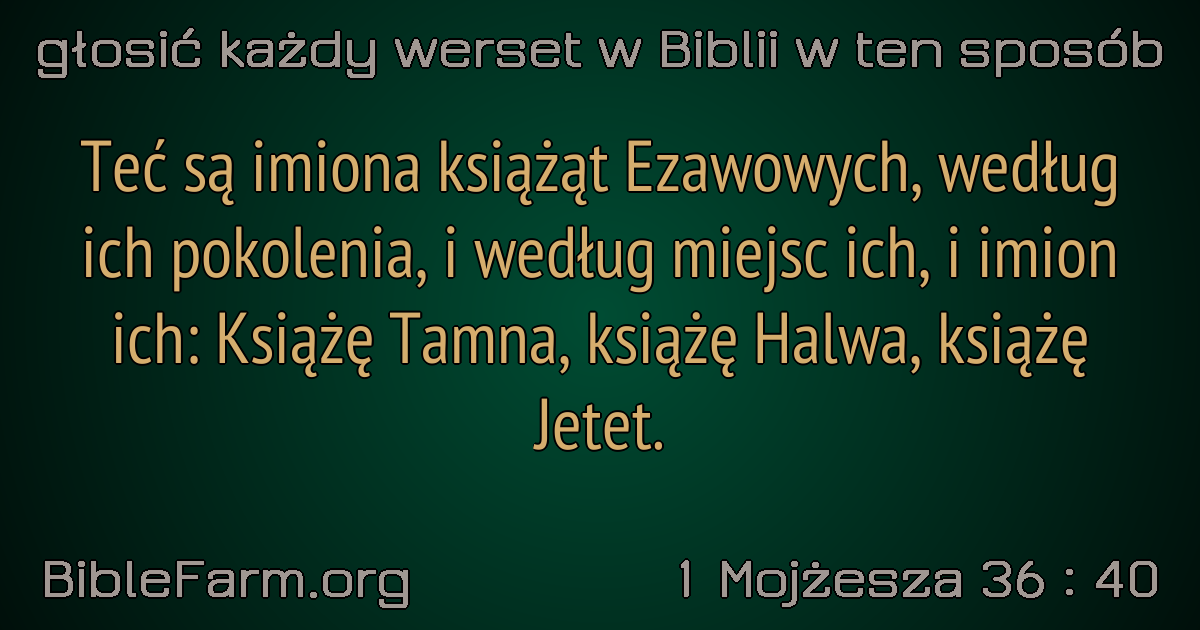 głosić każdy werset w Biblii w ten sposób
Teć są imiona książąt Ezawowych, według
ich pokolenia, i według miejsc ich, i imion
ich: Książę Tamna, książę Halwa, książę
Jetet.
BibleFarm.org
1 Mojżesza 36 : 40